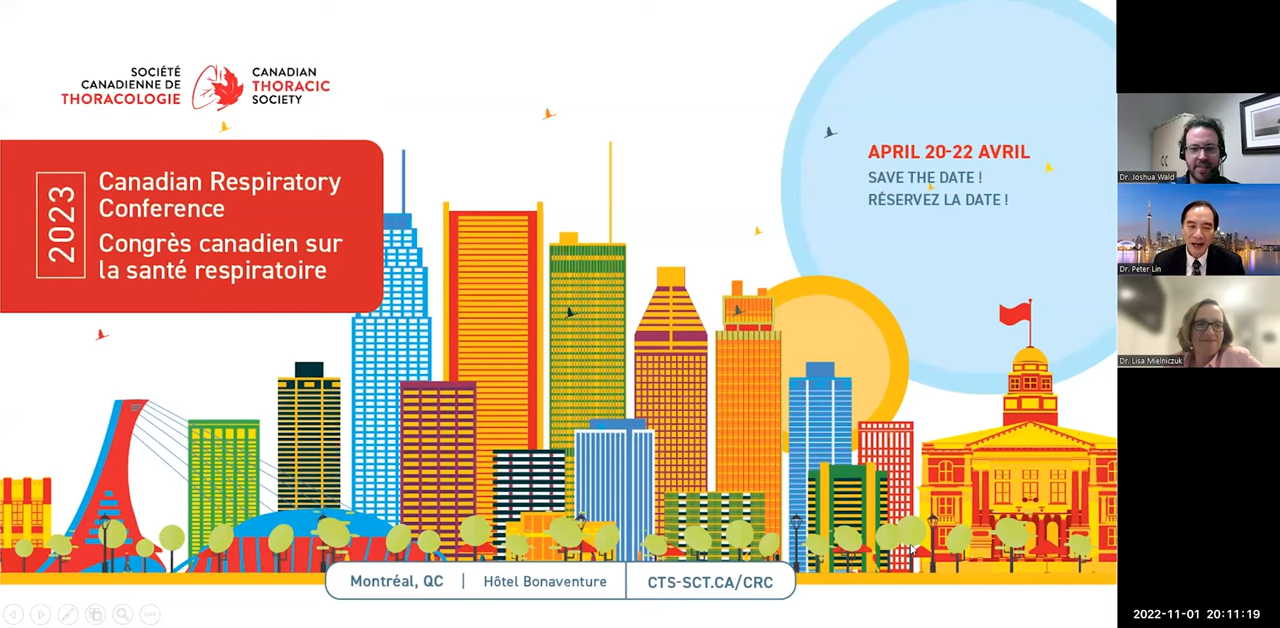 SOCIÉTÉ
CANADIENNE DE
THORACOLOGIE
CANADIAN
THORACIC
SOCIETY
2023
Canadian Respiratory
Conference
Congrès canadien sur
la santé respiratoire
APRIL 20-22 AVRIL
SAVE THE DATE !
RÉSERVEZ LA DATE !
Montréal, QC | Hôtel Bonaventure
CTS-SCT.CA/CRC
Dr. Joshua Wald
Dr. Peter Lin
Dr. Lisa Mielniczuk
2022-11-01 20:11:19